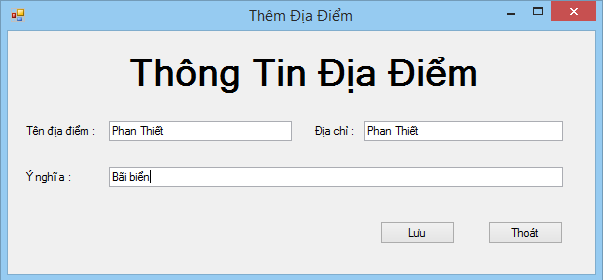 Thêm Địa Điểm
Thông Tin Địa Điểm
Tên địa điểm : Phan Thiết Địa chỉ : Phan Thiết
Ý nghĩa : Bãi biển
Lưu Thoát